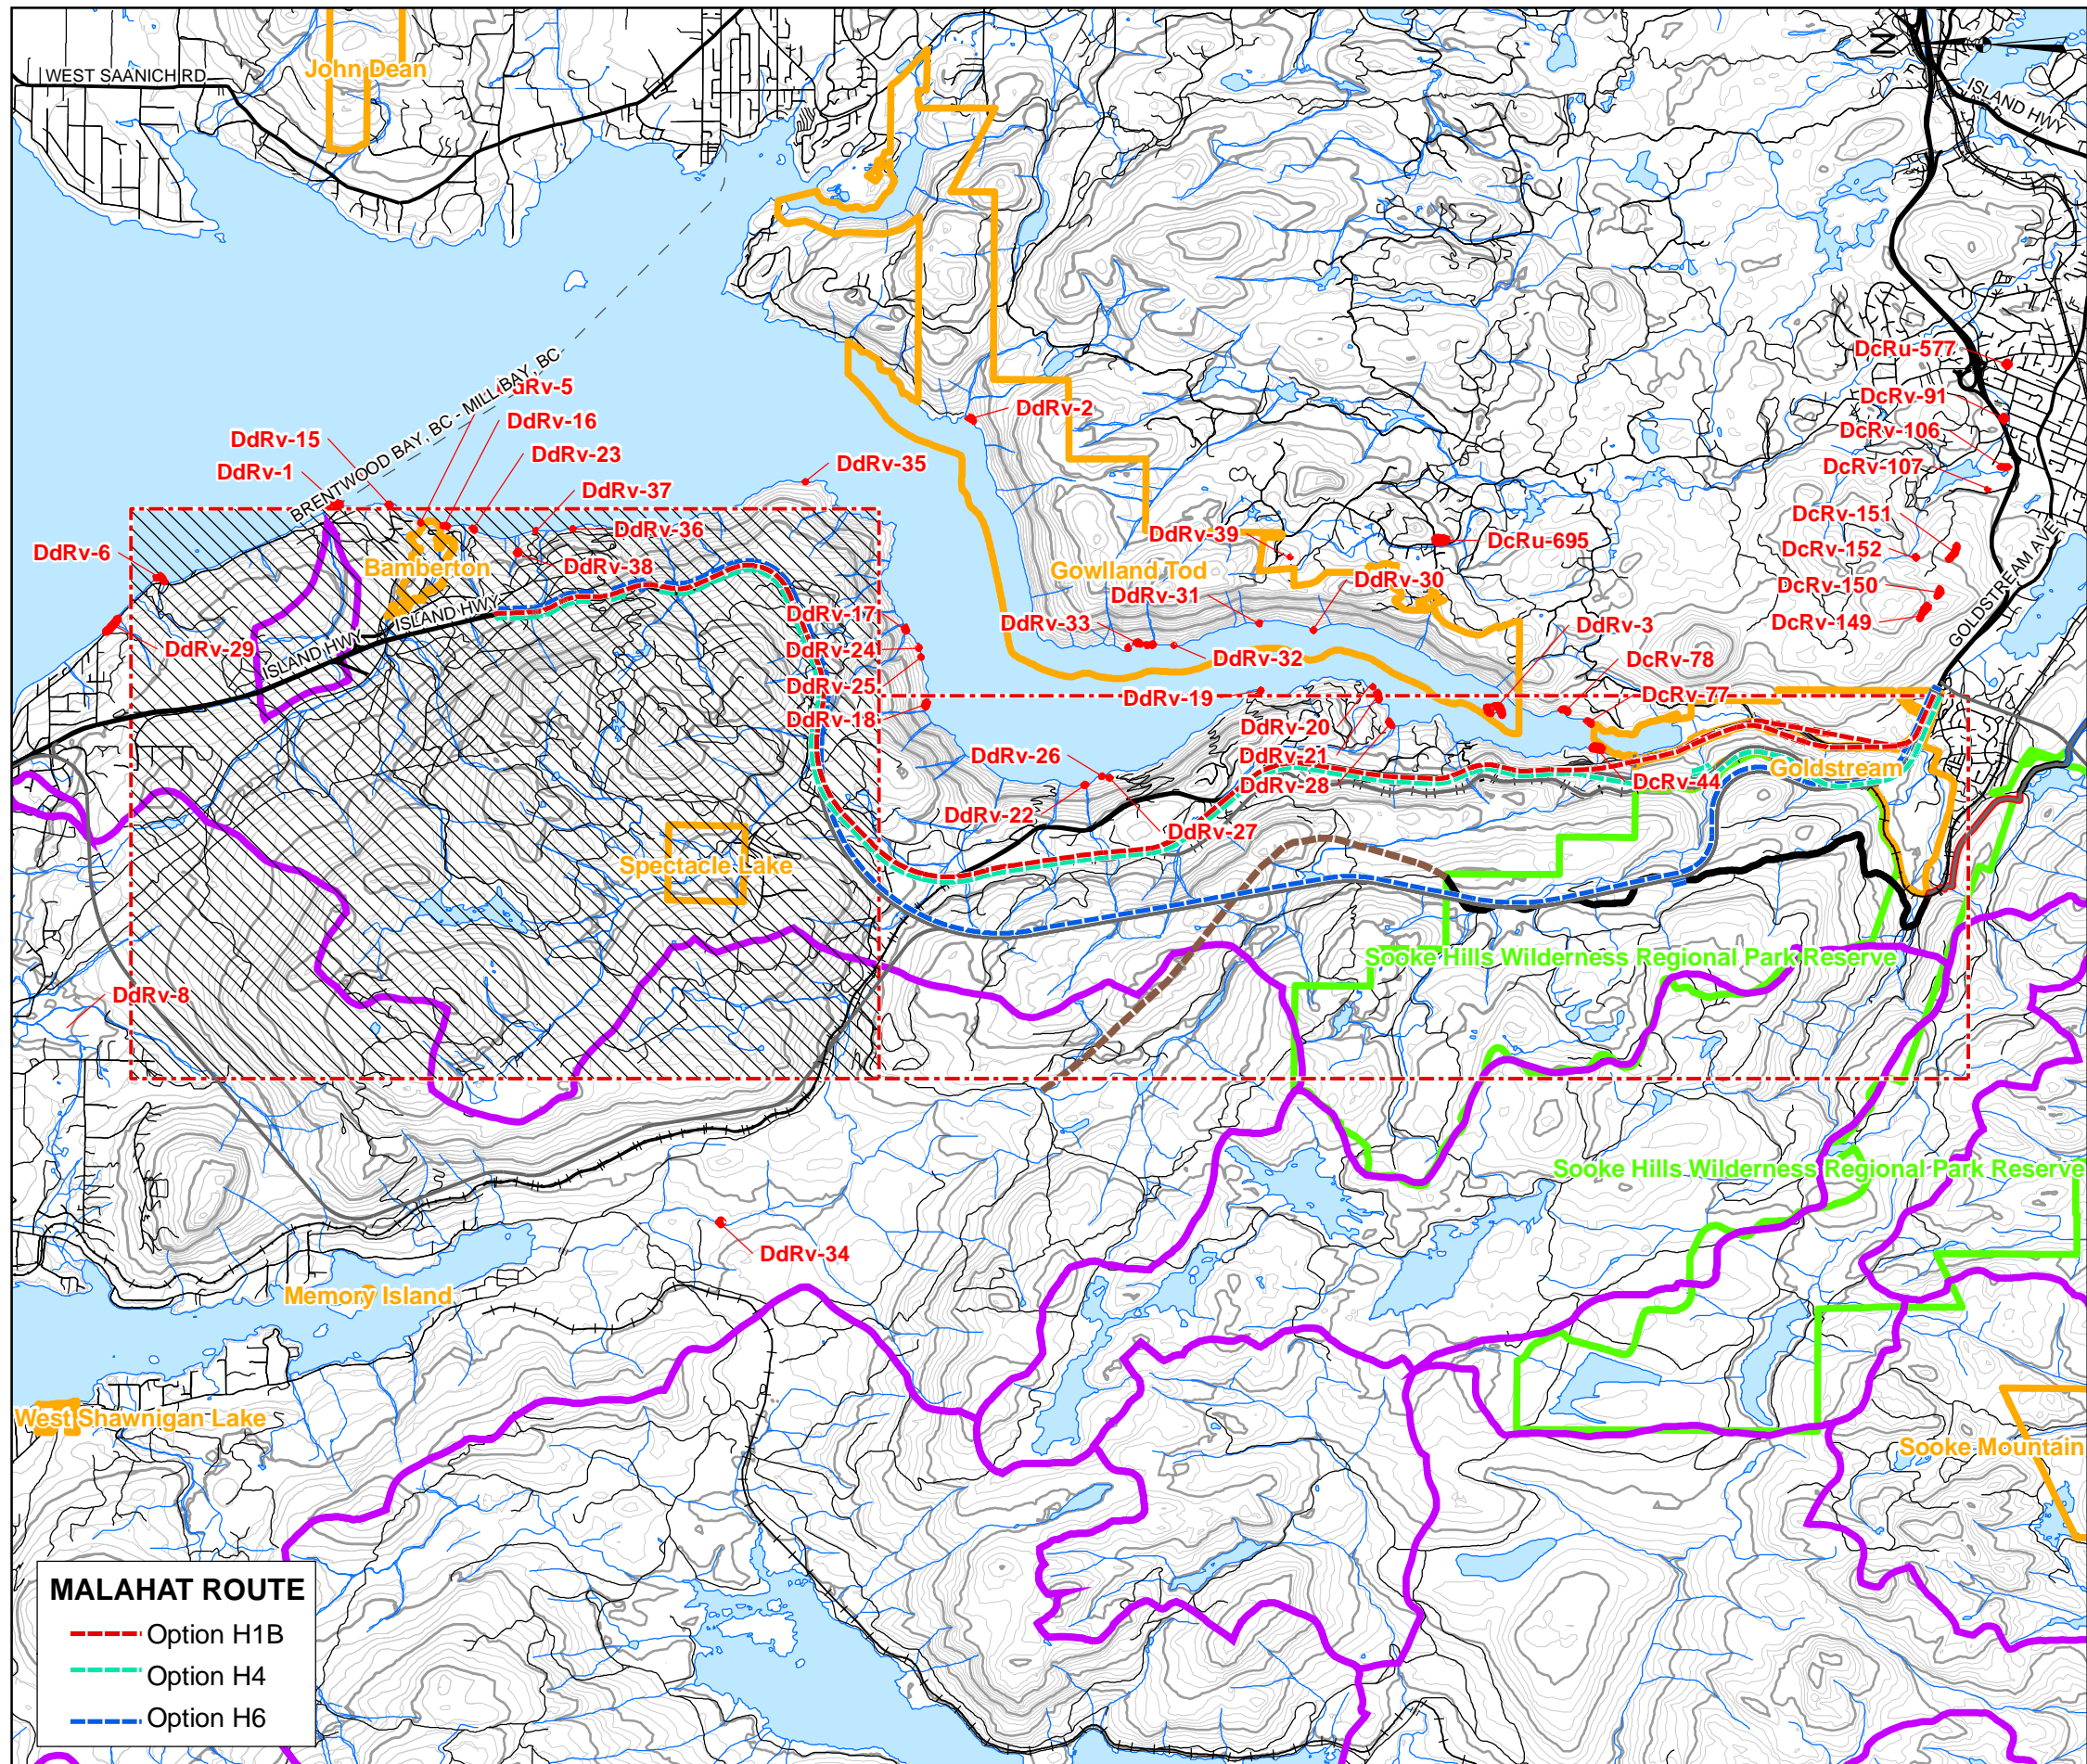 WEST SAANICH RD
John Dean
N
ISLAND HWY
BRENTWOOD BAY, BC - MILL BAY, BC
dRv-5
DdRv-16
DdRv-15
DdRv-23
DdRv-1
DdRv-37
DdRv-35
DdRv-2
DcRu-577
DcRv-91
DcRv-106
DcRv-107
DcRv-151
DcRv-152
DcRv-150
DcRv-149
GOLDSTREAM AVE
DdRv-6
DdRv-36
DdRv-38
Bamberton
DdRv-39
DcRu-695
Gowlland Tod
DdRv-30
DdRv-31
DdRv-33
DdRv-32
DdRv-3
DcRv-78
DcRv-77
ISLAND HWY
ISLAND HWY
DdRv-29
DdRv-17
DdRv-24
DdRv-25
DdRv-18
DdRv-19
DdRv-20
DdRv-21
DdRv-28
DdRv-26
DdRv-22
DdRv-27
DcRv-44
Goldstream
Spectacle Lake
Sooke Hills Wilderness Regional Park Reserve
DdRv-8
Sooke Hills Wilderness Regional Park Reserve
DdRv-34
Memory Island
West Shawnigan Lake
Sooke Mountain
MALAHAT ROUTE
Option H1B
Option H4
Option H6